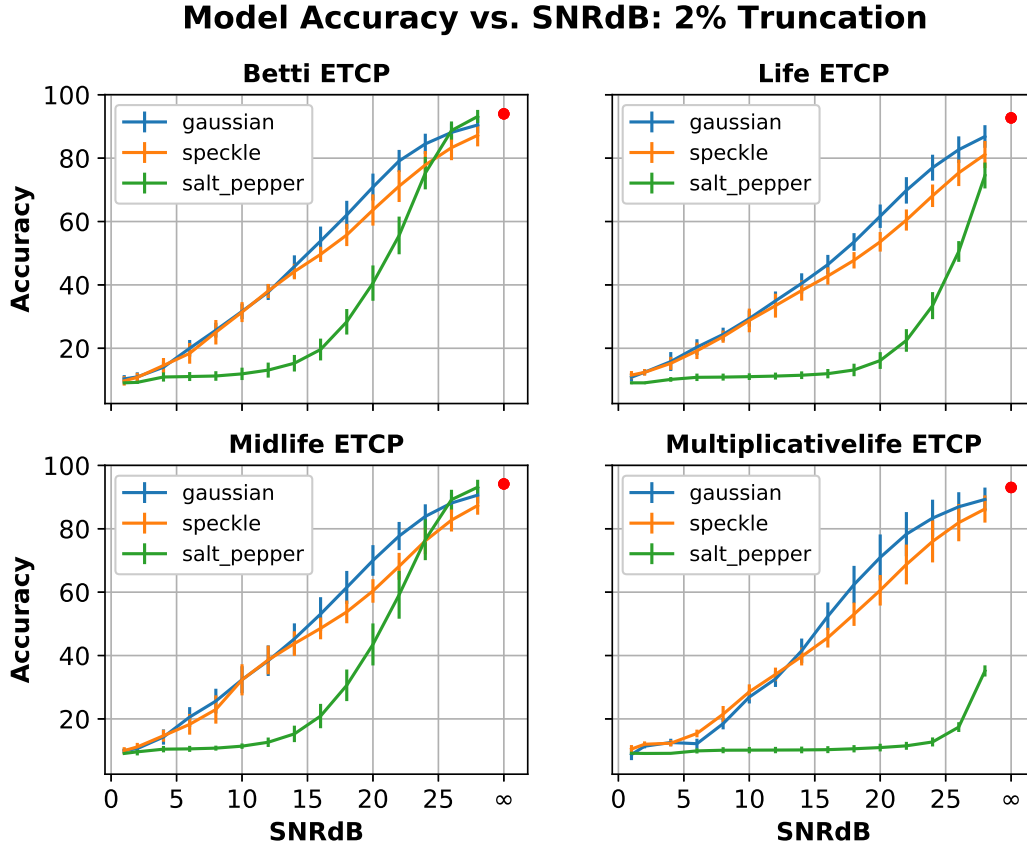 Model Accuracy vs. SNRdB: 2% Truncation
Betti ETCP
Life ETCP
100
80
60
40
20
Accuracy
gaussian
speckle
salt_pepper
gaussian
speckle
salt_pepper
Midlife ETCP
Multiplicativelife ETCP
100
80
60
40
20
Accuracy
gaussian
speckle
salt_pepper
gaussian
speckle
salt_pepper
0 5 10 15 20 25 ∞
0 5 10 15 20 25 ∞
SNRdB
SNRdB